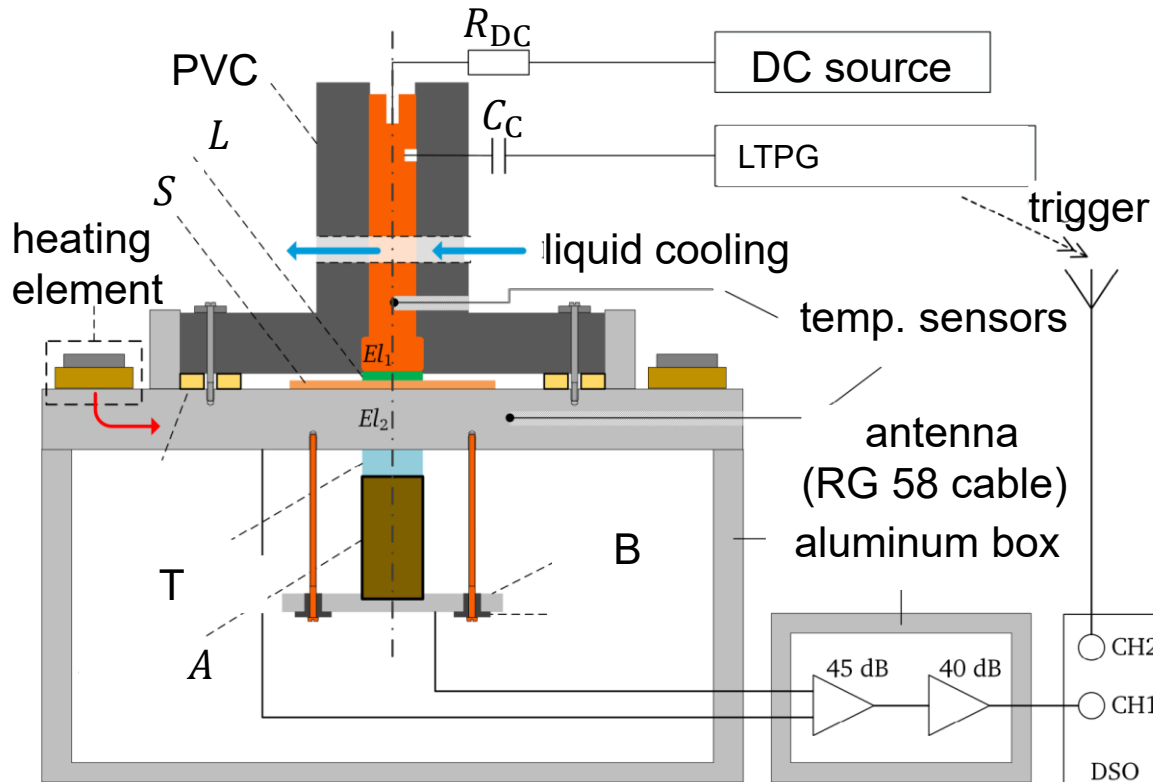 R_DC
DC source
PVC
C_C
L
LTPG
S
trigger
heating
element
liquid cooling
temp. sensors
El₁
El₂
antenna
(RG 58 cable)
aluminum box
T
B
A
45 dB
40 dB
CH2
CH1
DSO